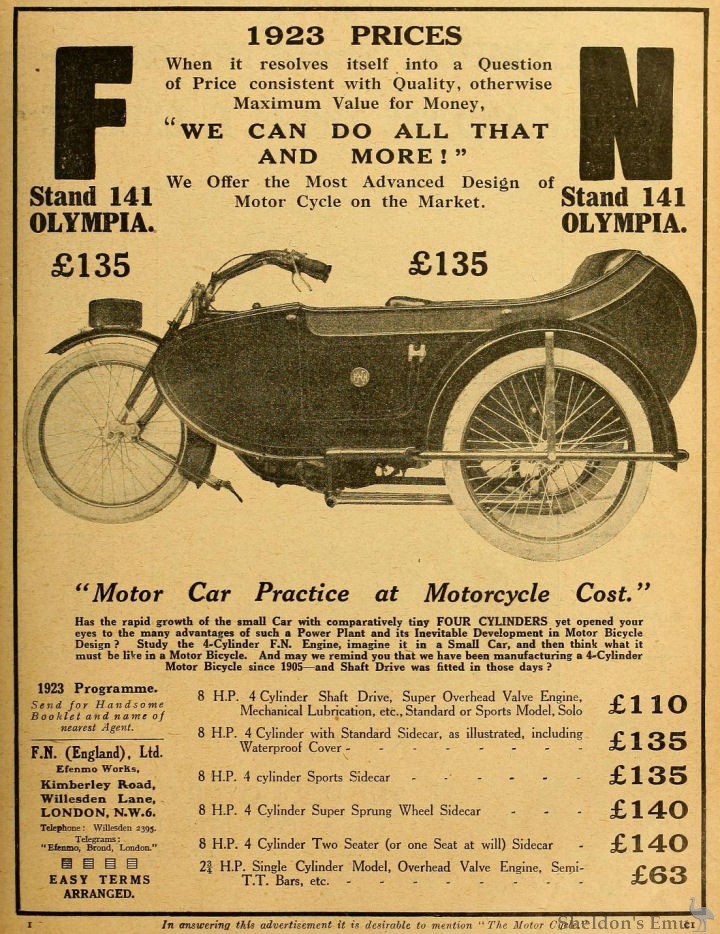 1923 PRICES
F
N
When it resolves itself into a Question
of Price consistent with Quality, otherwise
Maximum Value for Money,
"WE CAN DO ALL THAT
AND MORE!"
We Offer the Most Advanced Design of
Motor Cycle on the Market.
Stand 141
OLYMPIA.
Stand 141
OLYMPIA.
£135
£135
"Motor Car Practice at Motorcycle Cost."
Has the rapid growth of the small Car with comparatively tiny FOUR CYLINDERS yet opened your
eyes to the many advantages of such a Power Plant and its Inevitable Development in Motor Bicycle
Design? Study the 4-Cylinder F.N. Engine, imagine it in a Small Car, and then think what it
must be like in a Motor Bicycle. And may we remind you that we have been manufacturing a 4-Cylinder
Motor Bicycle since 1905—and Shaft Drive was fitted in those days?
1923 Programme.
Send for Handsome
Booklet and name of
nearest Agent.
F.N. (England), Ltd.
Efenmo Works,
Kimberley Road,
Willesden Lane,
LONDON, N.W.6.
Telephone: Willesden 2395.
Telegrams:
"Efenmo, Brond, London."
EASY TERMS
ARRANGED.
8 H.P. 4 Cylinder Shaft Drive, Super Overhead Valve Engine,
Mechanical Lubrication, etc., Standard or Sports Model, Solo £110
8 H.P. 4 Cylinder with Standard Sidecar, as illustrated, including
Waterproof Cover - - - - - - - £135
8 H.P. 4 cylinder Sports Sidecar - - - - - £135
8 H.P. 4 Cylinder Super Sprung Wheel Sidecar - - - £140
8 H.P. 4 Cylinder Two Seater (or one Seat at will) Sidecar - £140
2¾ H.P. Single Cylinder Model, Overhead Valve Engine, Semi-
T.T. Bars, etc. - - - - - - - £63
In answering this advertisement it is desirable to mention "The Motor Cycle."
Sheldon's Emu